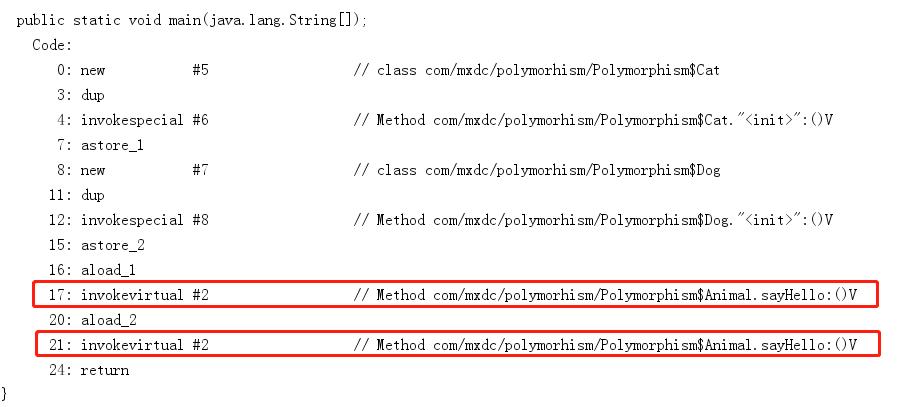 public static void main(java.lang.String[]);
Code:
0: new #5 // class com/mxdc/polymorhism/Polymorphism$Cat
3: dup
4: invokespecial #6 // Method com/mxdc/polymorhism/Polymorphism$Cat."<init>":()V
7: astore_1
8: new #7 // class com/mxdc/polymorhism/Polymorphism$Dog
11: dup
12: invokespecial #8 // Method com/mxdc/polymorhism/Polymorphism$Dog."<init>":()V
15: astore_2
16: aload_1
17: invokevirtual #2 // Method com/mxdc/polymorhism/Polymorphism$Animal.sayHello:()V
20: aload_2
21: invokevirtual #2 // Method com/mxdc/polymorhism/Polymorphism$Animal.sayHello:()V
24: return
}